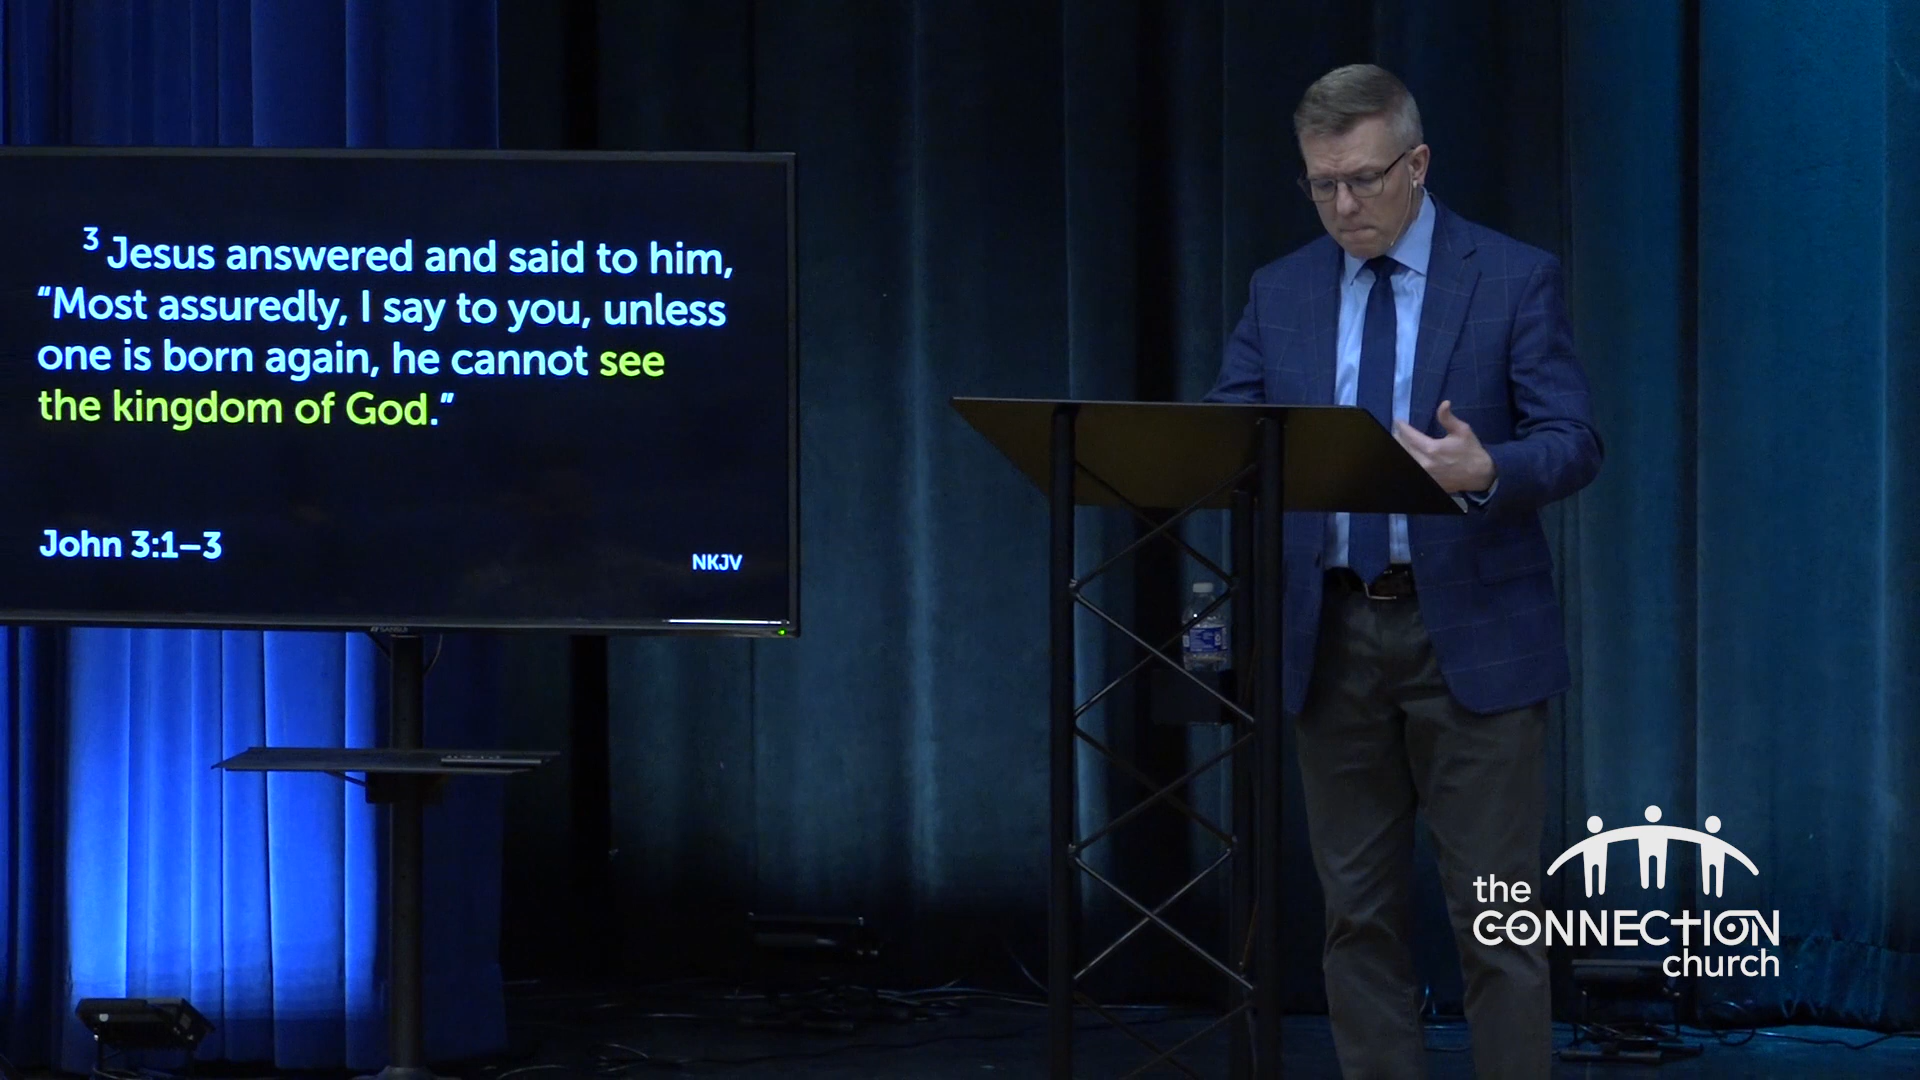 3 Jesus answered and said to him,
“Most assuredly, I say to you, unless
one is born again, he cannot see
the kingdom of God.”
John 3:1–3
NKJV
the
CONNECTION
church